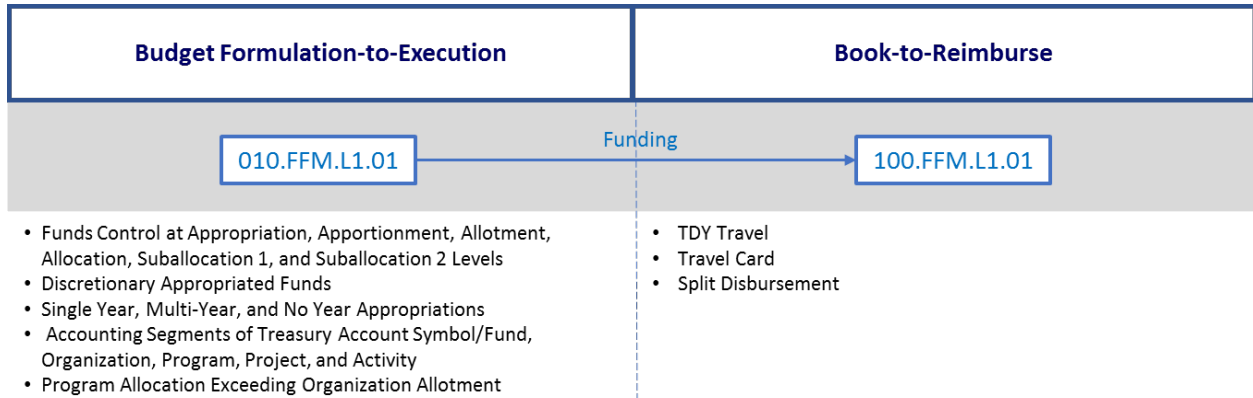 Budget Formulation-to-Execution
Book-to-Reimburse
Funding
010.FFM.L1.01
100.FFM.L1.01
• Funds Control at Appropriation, Apportionment, Allotment,
Allocation, Suballocation 1, and Suballocation 2 Levels
• Discretionary Appropriated Funds
• Single Year, Multi-Year, and No Year Appropriations
• Accounting Segments of Treasury Account Symbol/Fund,
Organization, Program, Project, and Activity
• Program Allocation Exceeding Organization Allotment
• TDY Travel
• Travel Card
• Split Disbursement